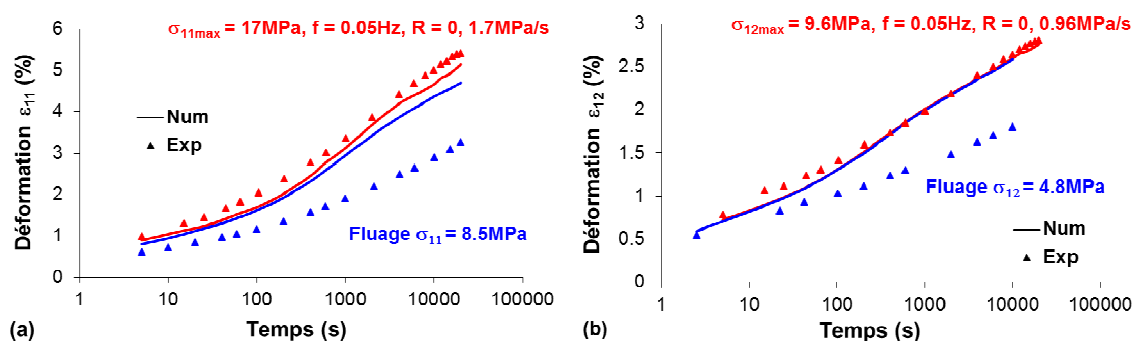 (a)
σ11max = 17MPa, f = 0.05Hz, R = 0, 1.7MPa/s
Déformation ε11 (%)
6
5
4
3
2
1
0
Num
Exp
Fluage σ11 = 8.5MPa
1 10 100 1000 10000 100000
Temps (s)
(b)
σ12max = 9.6MPa, f = 0.05Hz, R = 0, 0.96MPa/s
Déformation ε12 (%)
3
2.5
2
1.5
1
0.5
0
Fluage σ12 = 4.8MPa
Num
Exp
1 10 100 1000 10000 100000
Temps (s)